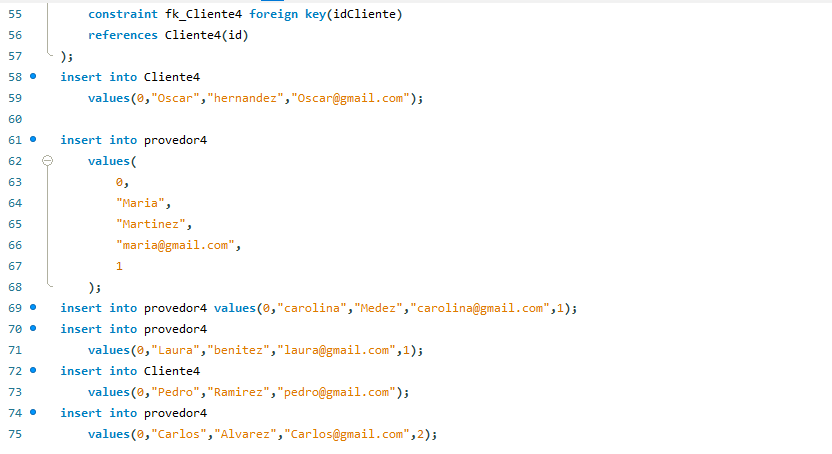 55 constraint fk_Cliente4 foreign key(idCliente)
56 references Cliente4(id)
57 );
58 insert into Cliente4
59 values(0,"Oscar","hernandez","Oscar@gmail.com");
60
61 insert into provedor4
62 values(
63 0,
64 "Maria",
65 "Martinez",
66 "maria@gmail.com",
67 1
68 );
69 insert into provedor4 values(0,"carolina","Medez","carolina@gmail.com",1);
70 insert into provedor4
71 values(0,"Laura","benitez","laura@gmail.com",1);
72 insert into Cliente4
73 values(0,"Pedro","Ramirez","pedro@gmail.com");
74 insert into provedor4
75 values(0,"Carlos","Alvarez","Carlos@gmail.com",2);